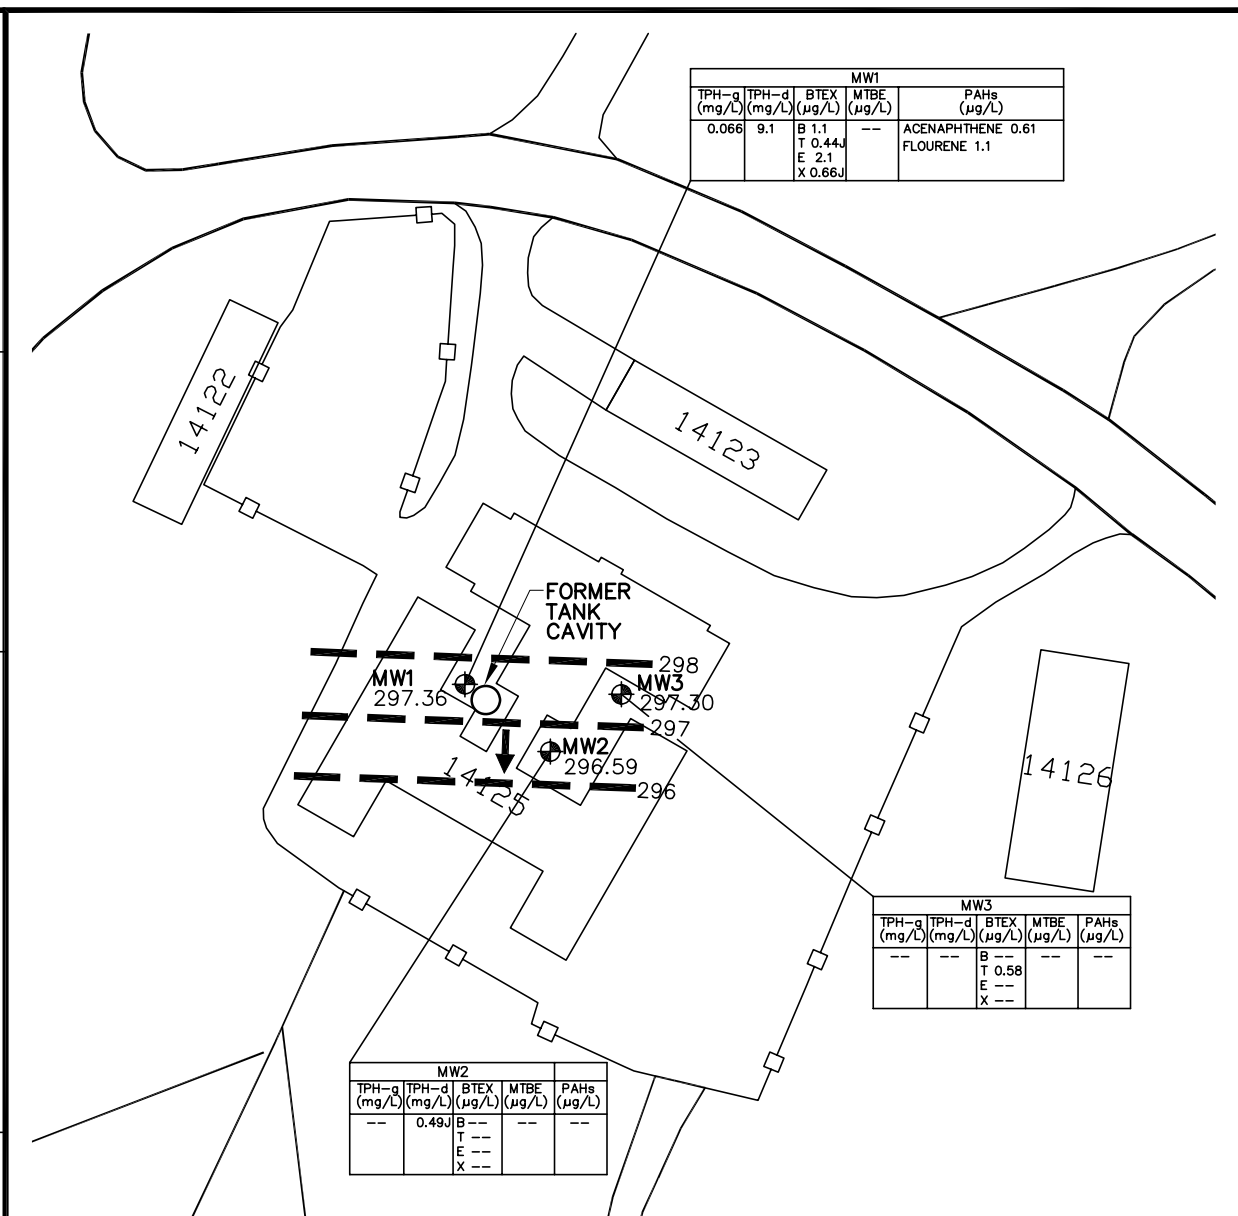 MW1
TPH-g (mg/L) TPH-d (mg/L) BTEX (µg/L) MTBE (µg/L) PAHs (µg/L)
0.066 9.1 B 1.1 -- ACENAPHTHENE 0.61
T 0.44J FLOURENE 1.1
E 2.1
X 0.66J
14122
14123
FORMER
TANK
CAVITY
298
MW1
297.36
MW3
297.30
297
MW2
296.59
14125
296
14126
MW3
TPH-g (mg/L) TPH-d (mg/L) BTEX (µg/L) MTBE (µg/L) PAHs (µg/L)
-- -- B -- -- --
T 0.58
E --
X --
MW2
TPH-g (mg/L) TPH-d (mg/L) BTEX (µg/L) MTBE (µg/L) PAHs (µg/L)
-- 0.49J B -- -- --
T --
E --
X --